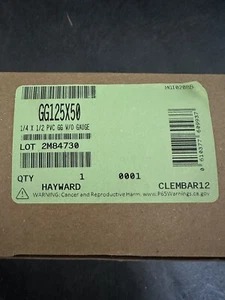 GG125X50
1/4 X 1/2 PVC GG W/O GAUGE
LOT 2M84730
QTY 1 0001
HAYWARD CLEMBAR12
WARNING: Cancer and Reproductive Harm: www.P65Warnings.ca.gov